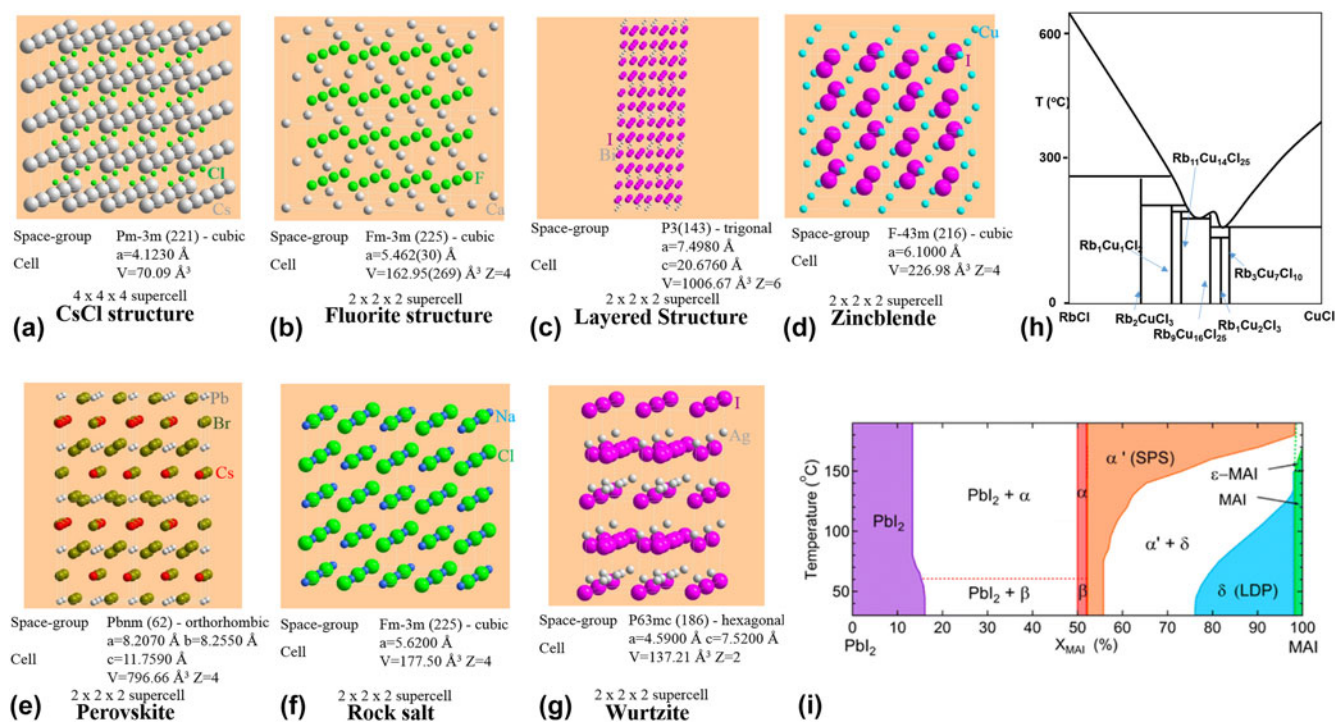 Cl
Cs
Space-group Pm-3m (221) - cubic
Cell a=4.1230 Å
V=70.09 Å³
4 x 4 x 4 supercell
(a) CsCl structure
F
Ca
Space-group Fm-3m (225) - cubic
Cell a=5.462(30) Å
V=162.95(269) Å³ Z=4
2 x 2 x 2 supercell
(b) Fluorite structure
I
Bi
Space-group P3(143) - trigonal
Cell a=7.4980 Å
c=20.6760 Å
V=1006.67 Å³ Z=6
2 x 2 x 2 supercell
(c) Layered Structure
Cu
I
Space-group F-43m (216) - cubic
Cell a=6.1000 Å
V=226.98 Å³ Z=4
2 x 2 x 2 supercell
(d) Zincblende
600
T (°C)
300
0
Rb₁₁Cu₁₄Cl₂₅
Rb₁Cu₁Cl₂
Rb₃Cu₇Cl₁₀
RbCl
Rb₂CuCl₃
Rb₉Cu₁₆Cl₂₅
Rb₁Cu₂Cl₃
CuCl
(h)
Pb
Br
Cs
Space-group Pbnm (62) - orthorhombic
Cell a=8.2070 Å b=8.2550 Å
c=11.7590 Å
V=796.66 Å³ Z=4
2 x 2 x 2 supercell
(e) Perovskite
Na
Cl
Space-group Fm-3m (225) - cubic
Cell a=5.6200 Å
V=177.50 Å³ Z=4
2 x 2 x 2 supercell
(f) Rock salt
I
Ag
Space-group P63mc (186) - hexagonal
Cell a=4.5900 Å c=7.5200 Å
V=137.21 Å³ Z=2
2 x 2 x 2 supercell
(g) Wurtzite
Temperature (°C)
150
100
50
PbI₂
PbI₂ + α
PbI₂ + β
α
β
α' (SPS)
α' + δ
ε-MAI
MAI
δ (LDP)
0 10 20 30 40 50 60 70 80 90 100
PbI₂ X_MAI (%) MAI
(i)